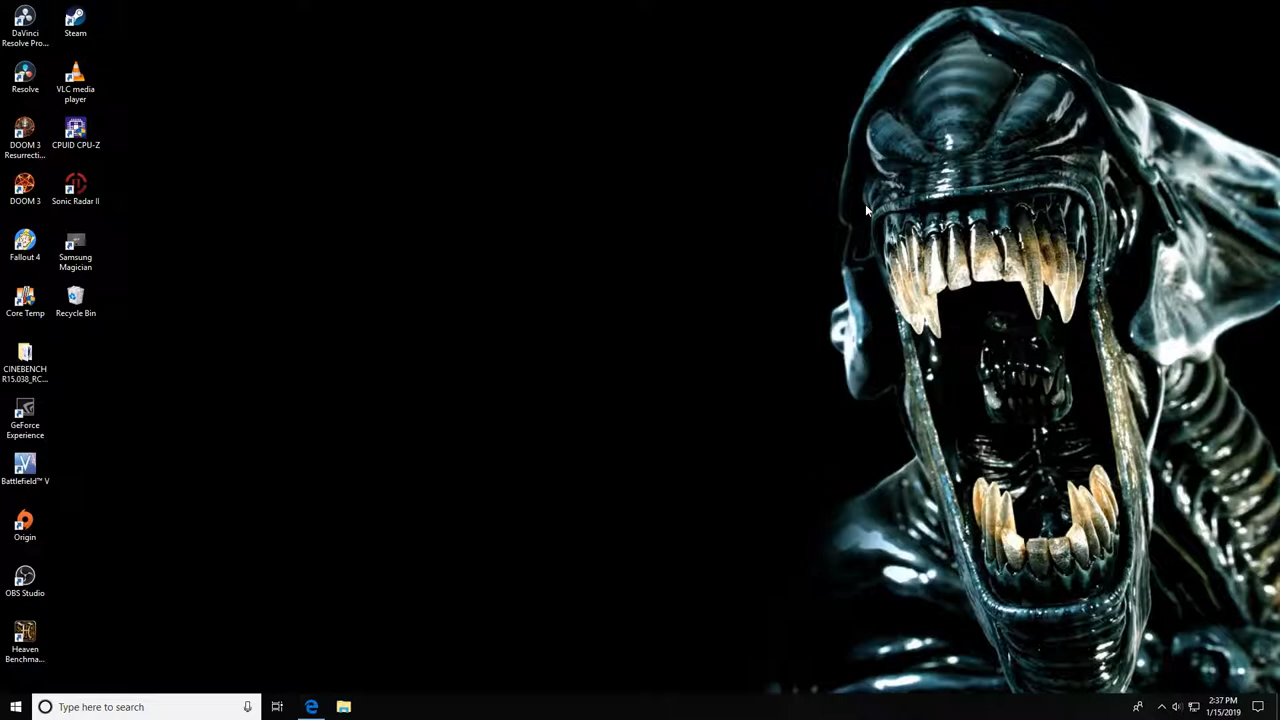 DaVinci
Resolve Pro...
Steam
Resolve
VLC media
player
DOOM 3
Resurrecti...
CPUID CPU-Z
DOOM 3
Sonic Radar II
Fallout 4
Samsung
Magician
Core Temp
Recycle Bin
CINEBENCH
R15.038_RC...
GeForce
Experience
Battlefield™ V
Origin
OBS Studio
Heaven
Benchma...
Type here to search
2:37 PM
1/15/2019